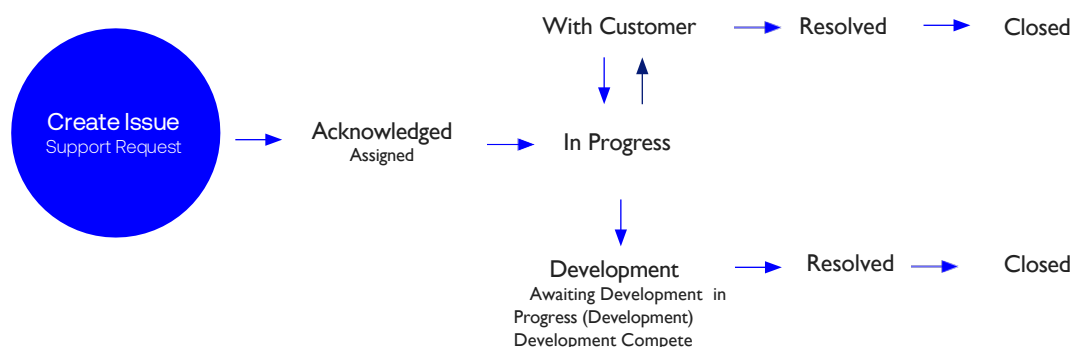 With Customer
Resolved
Closed
Create Issue
Support Request
Acknowledged
Assigned
In Progress
Development
Awaiting Development in
Progress (Development)
Development Compete
Resolved
Closed